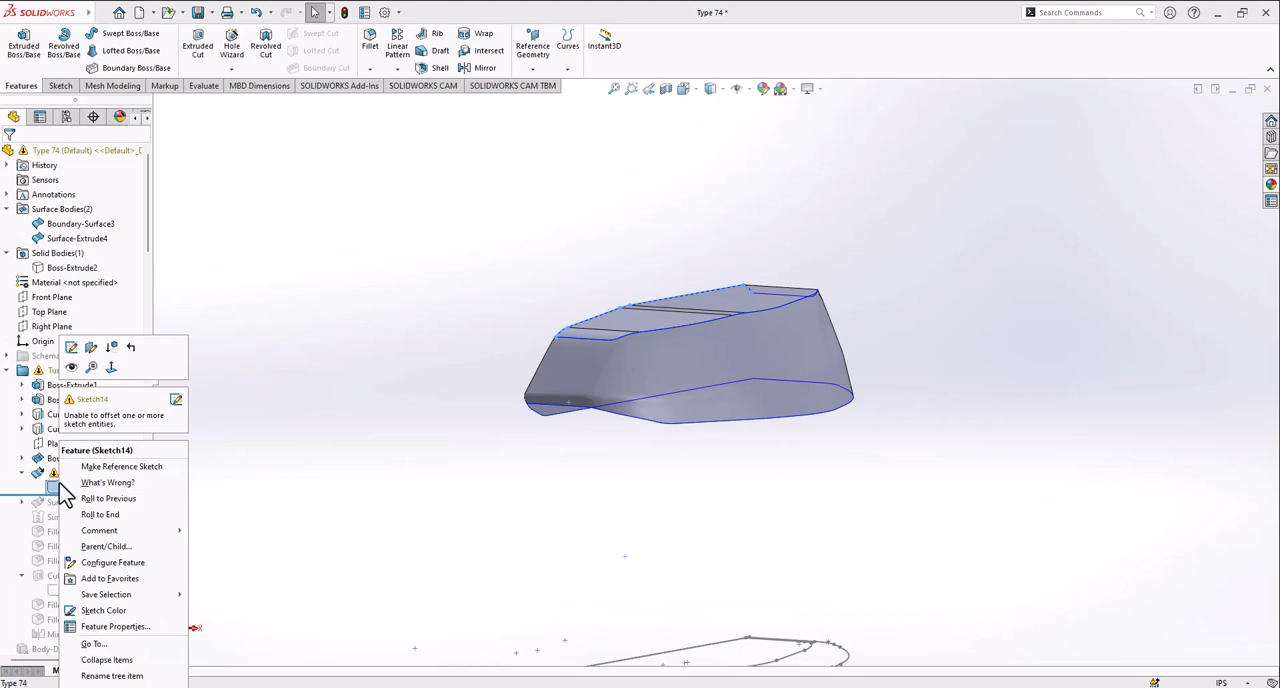 SOLIDWORKS
Type 74 *
Search Commands
Extruded Boss/Base
Revolved Boss/Base
Swept Boss/Base
Lofted Boss/Base
Boundary Boss/Base
Extruded Cut
Hole Wizard
Revolved Cut
Swept Cut
Lofted Cut
Boundary Cut
Fillet
Linear Pattern
Rib
Draft
Shell
Wrap
Intersect
Mirror
Reference Geometry
Curves
Instant3D
Features
Sketch
Mesh Modeling
Markup
Evaluate
MBD Dimensions
SOLIDWORKS Add-Ins
SOLIDWORKS CAM
SOLIDWORKS CAM TBM
Type 74 (Default) <<Default>_D
History
Sensors
Annotations
Surface Bodies(2)
Boundary-Surface3
Surface-Extrude4
Solid Bodies(1)
Boss-Extrude2
Material <not specified>
Front Plane
Top Plane
Right Plane
Origin
Boss-Extrude1
Sketch14
Unable to offset one or more
sketch entities.
Feature (Sketch14)
Make Reference Sketch
What's Wrong?
Roll to Previous
Roll to End
Comment
Parent/Child...
Configure Feature
Add to Favorites
Save Selection
Sketch Color
Feature Properties...
Go To...
Collapse Items
Rename tree item
X
Type 74
IPS